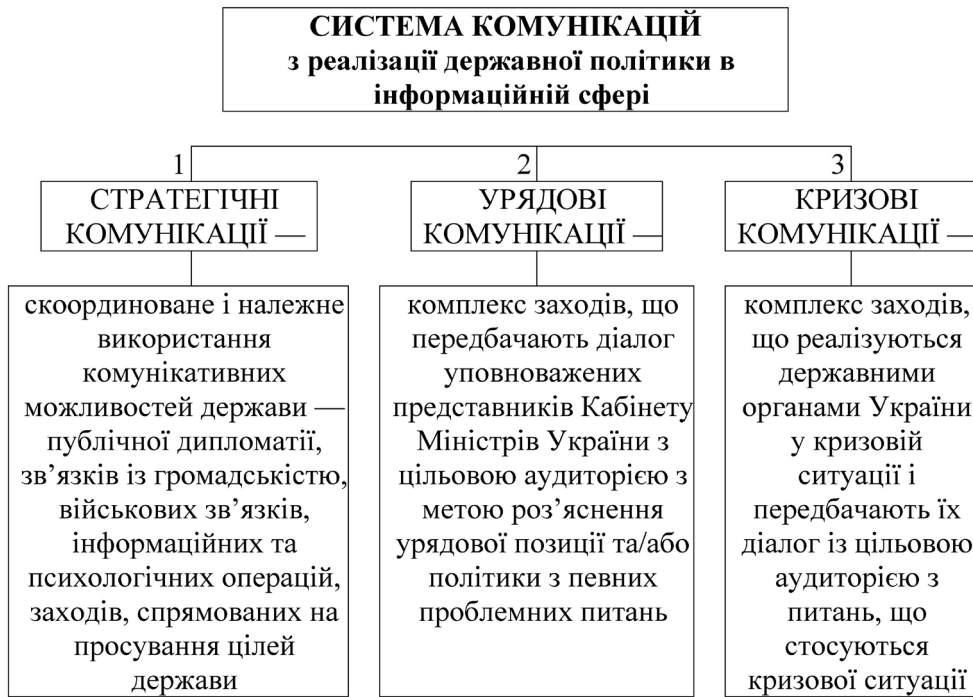 СИСТЕМА КОМУНІКАЦІЙ
з реалізації державної політики в
інформаційній сфері
1
СТРАТЕГІЧНІ
КОМУНІКАЦІЇ —
скоординоване і належне
використання
комунікативних
можливостей держави —
публічної дипломатії,
зв’язків із громадськістю,
військових зв’язків,
інформаційних та
психологічних операцій,
заходів, спрямованих на
просування цілей
держави
2
УРЯДОВІ
КОМУНІКАЦІЇ —
комплекс заходів, що
передбачають діалог
уповноважених
представників Кабінету
Міністрів України з
цільовою аудиторією з
метою роз’яснення
урядової позиції та/або
політики з певних
проблемних питань
3
КРИЗОВІ
КОМУНІКАЦІЇ —
комплекс заходів,
що реалізуються
державними
органами України
у кризовій
ситуації і
передбачають їх
діалог із цільовою
аудиторією з
питань, що
стосуються
кризової ситуації